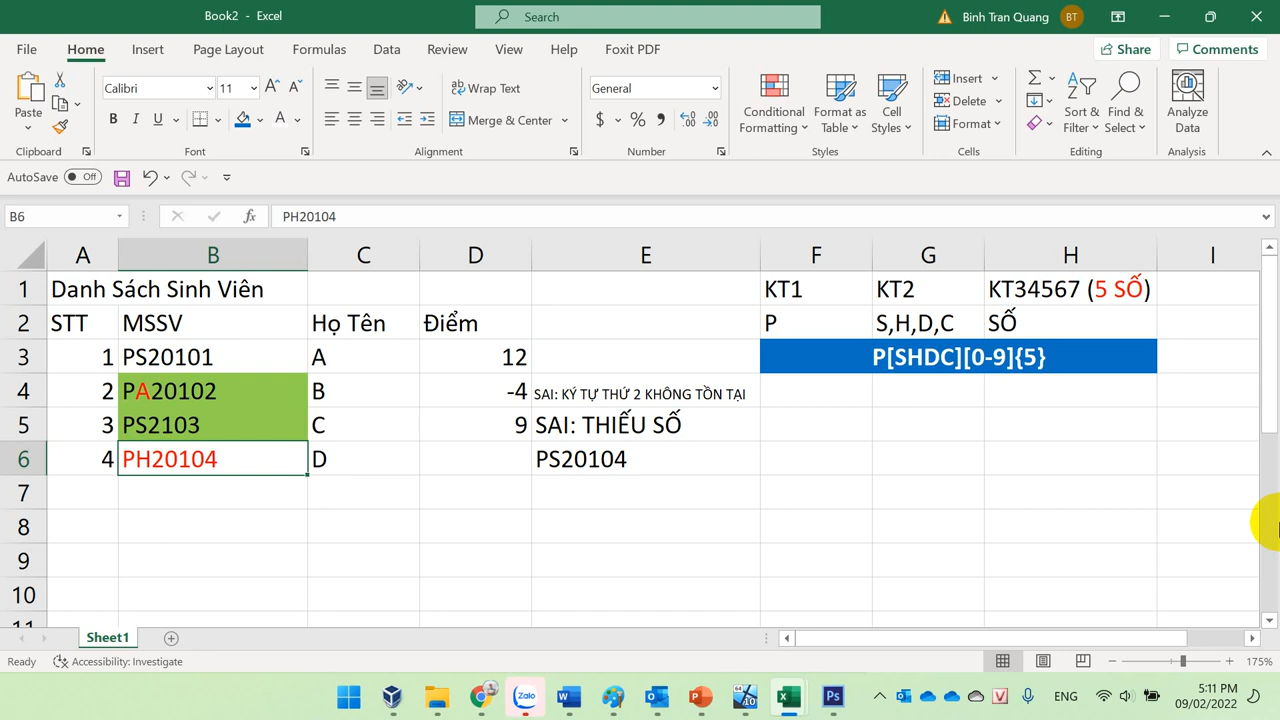 Book2 - Excel
Search
Binh Tran Quang
BT
File Home Insert Page Layout Formulas Data Review View Help Foxit PDF
Share Comments
Paste
Calibri 11
B I U A
Wrap Text
Merge & Center
General
$ %
Conditional Formatting
Format as Table
Cell Styles
Insert
Delete
Format
Sort & Filter
Find & Select
Analyze Data
Clipboard Font Alignment Number Styles Cells Editing Analysis
AutoSave Off
B6 fx PH20104
A B C D E F G H I
1 Danh Sách Sinh Viên KT1 KT2 KT34567 (5 SỐ)
2 STT MSSV Họ Tên Điểm P S,H,D,C SỐ
3 1 PS20101 A 12 P[SHDC][0-9]{5}
4 2 PA20102 B -4 SAI: KÝ TỰ THỨ 2 KHÔNG TỒN TẠI
5 3 PS2103 C 9 SAI: THIẾU SỐ
6 4 PH20104 D PS20104
7
8
9
10
11
Sheet1
Ready Accessibility: Investigate 175%
Zalo
ENG
5:11 PM
09/02/2022